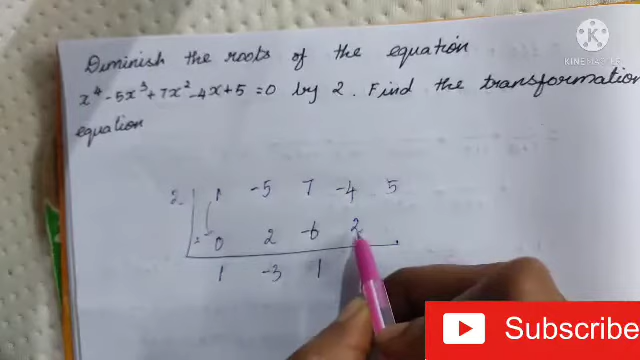 Diminish the roots of the equation
x⁴-5x³+7x²-4x+5=0 by 2. Find the transformation
equation
2 1 -5 7 -4 5
0 2 -6 2
1 -3 1
KINEMASTER
Subscribe